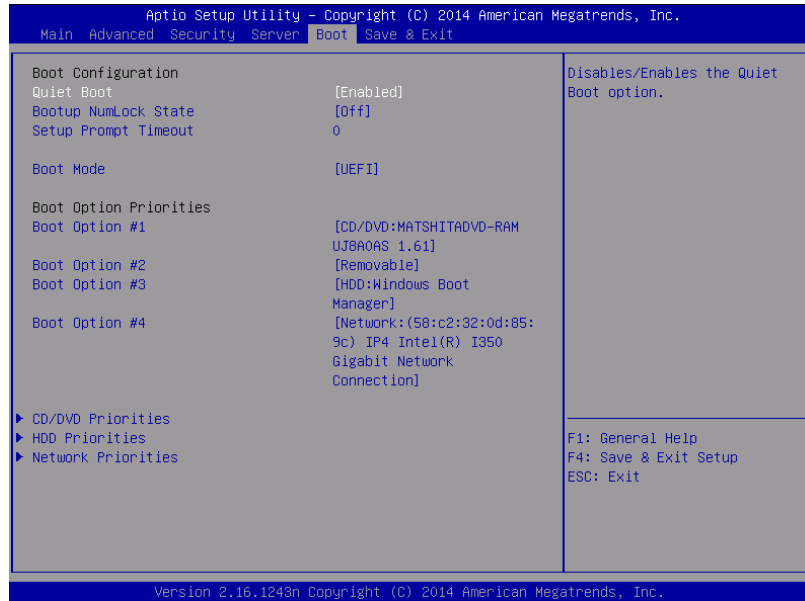 Aptio Setup Utility – Copyright (C) 2014 American Megatrends, Inc.
Main Advanced Security Server Boot Save & Exit
Boot Configuration
Quiet Boot [Enabled]
Bootup NumLock State [Off]
Setup Prompt Timeout 0
Boot Mode [UEFI]
Boot Option Priorities
Boot Option #1 [CD/DVD:MATSHITADVD-RAM
UJ8A0AS 1.61]
Boot Option #2 [Removable]
Boot Option #3 [HDD:Windows Boot
Manager]
Boot Option #4 [Network:(58:c2:32:0d:85:
9c) IP4 Intel(R) I350
Gigabit Network
Connection]
CD/DVD Priorities
HDD Priorities
Network Priorities
Disables/Enables the Quiet
Boot option.
F1: General Help
F4: Save & Exit Setup
ESC: Exit
Version 2.16.1243n Copyright (C) 2014 American Megatrends, Inc.